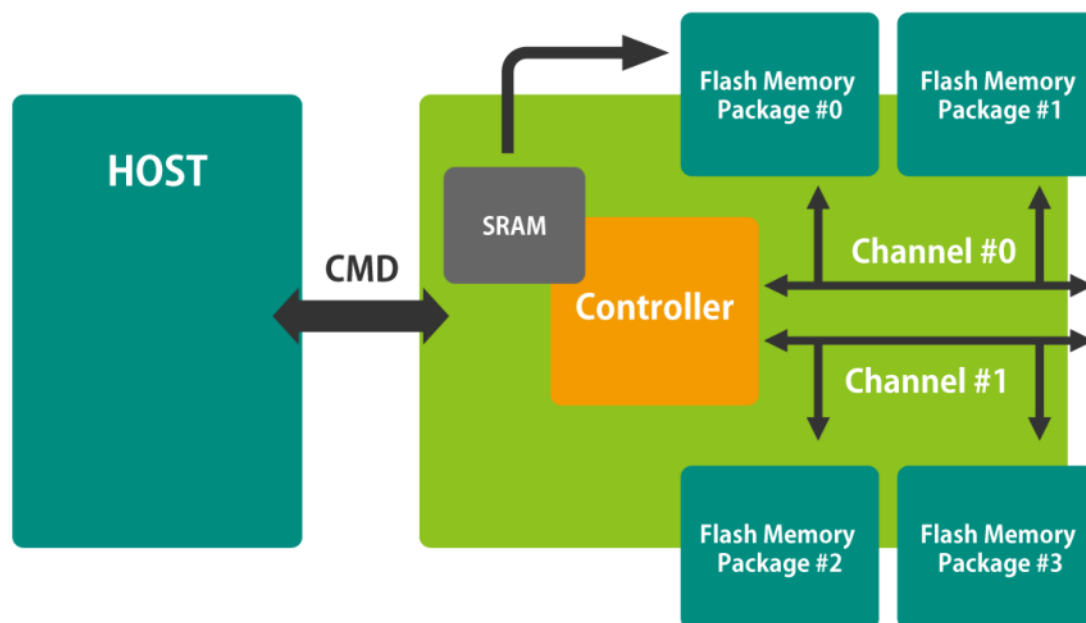 HOST
CMD
SRAM
Controller
Flash Memory
Package #0
Flash Memory
Package #1
Channel #0
Channel #1
Flash Memory
Package #2
Flash Memory
Package #3